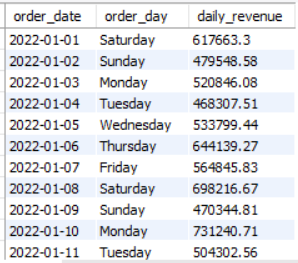 order_date order_day daily_revenue
2022-01-01 Saturday 617663.3
2022-01-02 Sunday 479548.58
2022-01-03 Monday 520846.08
2022-01-04 Tuesday 468307.51
2022-01-05 Wednesday 533799.44
2022-01-06 Thursday 644139.27
2022-01-07 Friday 564845.83
2022-01-08 Saturday 698216.67
2022-01-09 Sunday 470344.81
2022-01-10 Monday 731240.71
2022-01-11 Tuesday 504302.56